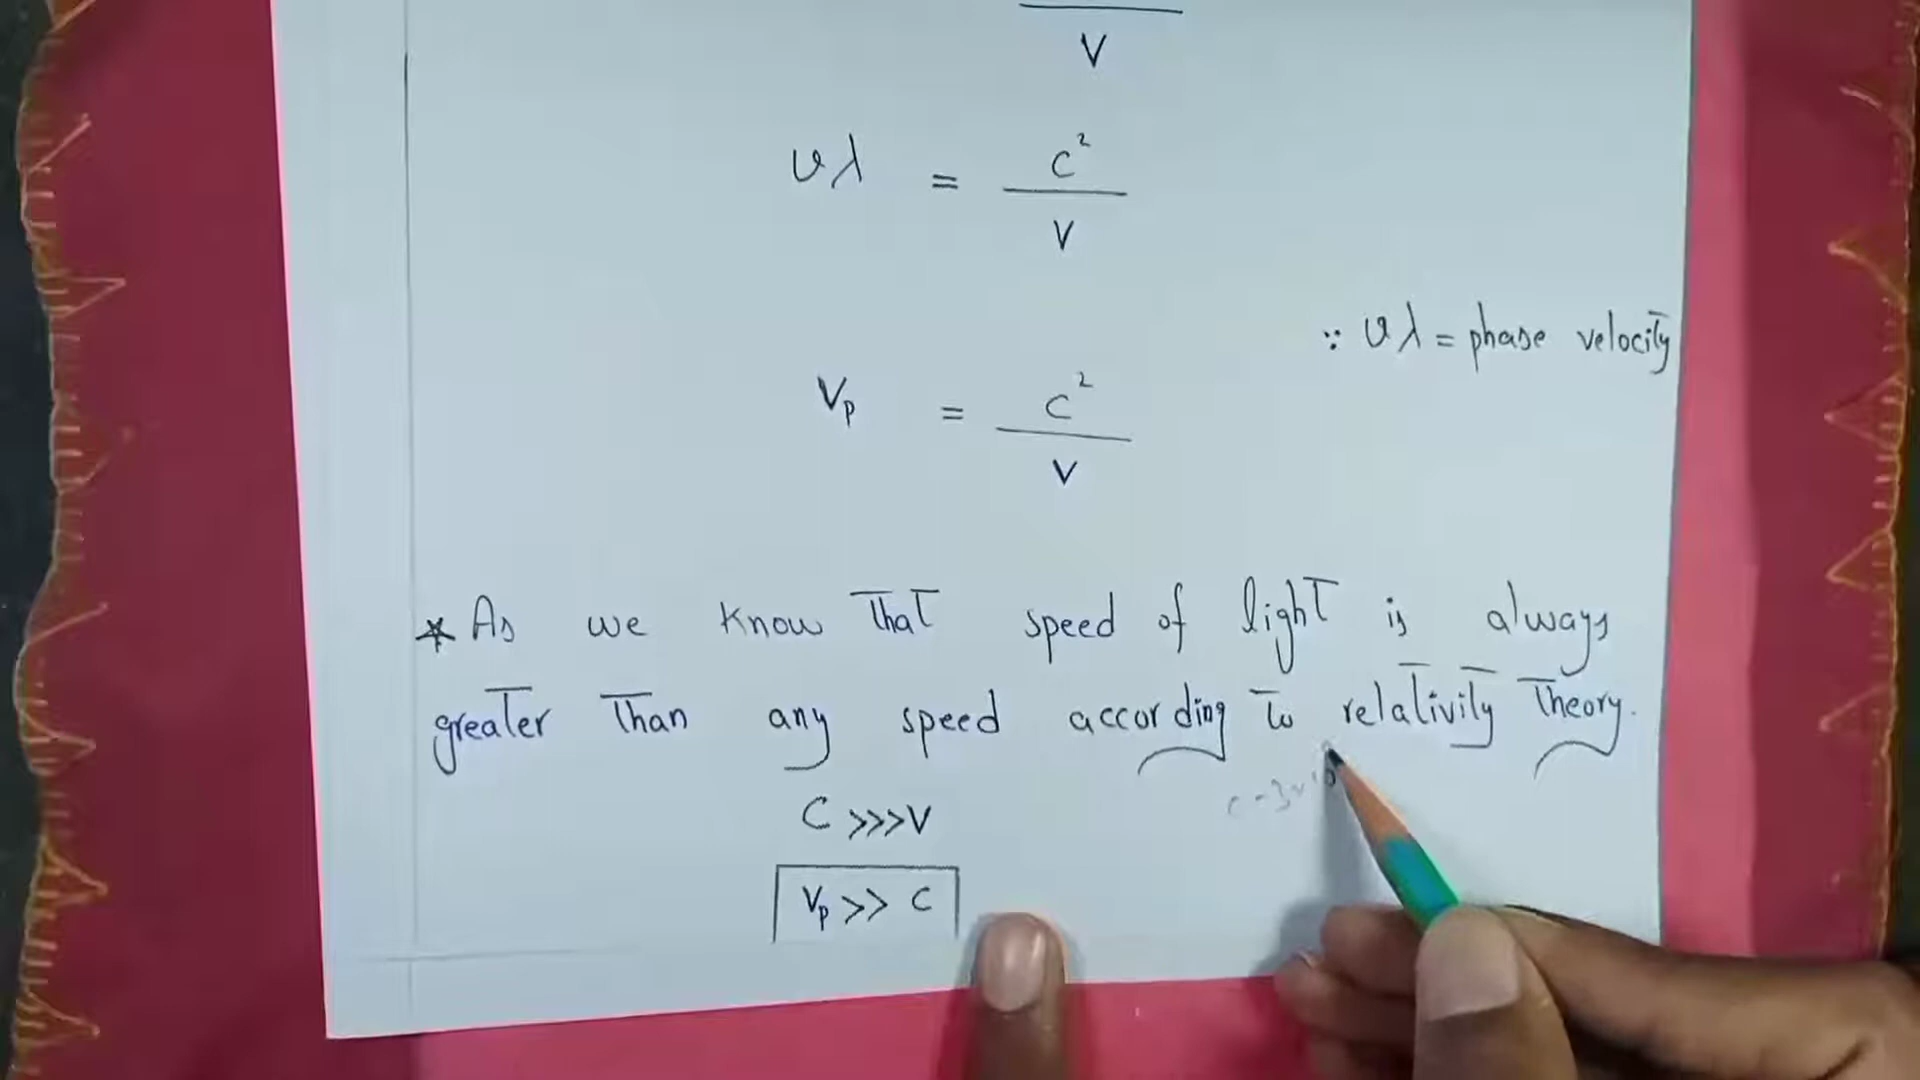 V
υλ = c² / V
∵ υλ = phase velocity
Vp = c² / V
* As we know that speed of light is always
greater than any speed according to relativity theory.
C >>> V
Vp >> C